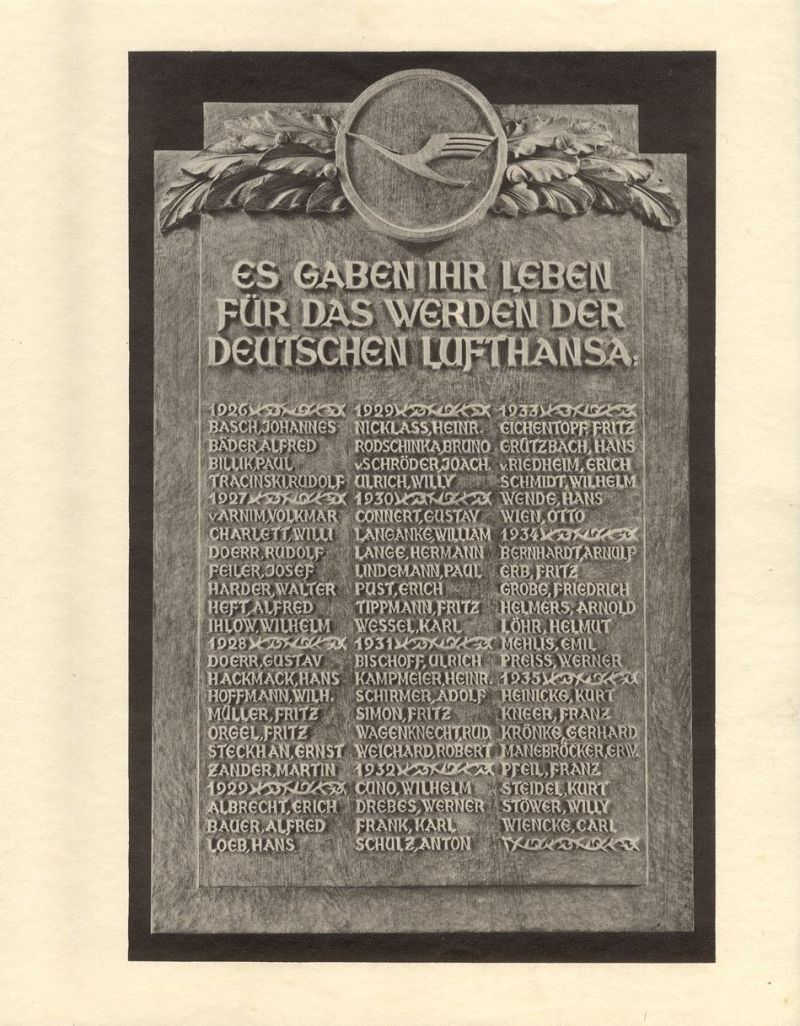 ES GABEN IHR LEBEN
FÜR DAS WERDEN DER
DEUTSCHEN LUFTHANSA.
1926
BASCH, JOHANNES
BÄDER, ALFRED
BILLIK, PAUL
TRACINSKI, RUDOLF
1927
v. ARNIM, VOLKMAR
CHARLETT, WILLI
DOERR, RUDOLF
FEILER, JOSEF
HARDER, WALTER
HEFT, ALFRED
IHLOW, WILHELM
1928
DOERR, GUSTAV
HACKMACK, HANS
HOFFMANN, WILH.
MÜLLER, FRITZ
ORGEL, FRITZ
STECKHAN, ERNST
ZANDER, MARTIN
1929
ALBRECHT, ERICH
BAUER, ALFRED
LOEB, HANS
1929
NICKLASS, HEINR.
RODSCHINKA, BRUNO
v. SCHRÖDER, JOACH.
ULRICH, WILLY
1930
CONNERT, GUSTAV
LANGANKE, WILLIAM
LANGE, HERMANN
LINDEMANN, PAUL
PUST, ERICH
TIPPMANN, FRITZ
WESSEL, KARL
1931
BISCHOFF, ULRICH
KAMPMEIER, HEINR.
SCHIRMER, ADOLF
SIMON, FRITZ
WAGENKNECHT, RUD.
WEICHARD, ROBERT
1932
CUNO, WILHELM
DREBES, WERNER
FRANK, KARL
SCHULZ, ANTON
1933
EICHENTOPF, FRITZ
GRÜTZBACH, HANS
v. RIEDHEIM, ERICH
SCHMIDT, WILHELM
WENDE, HANS
WIEN, OTTO
1934
BERNHARDT, ARNULF
ERB, FRITZ
GROBE, FRIEDRICH
HELMERS, ARNOLD
LÖHR, HELMUT
MEHLIS, EMIL
PREISS, WERNER
1935
HEINICKE, KURT
KNEER, FRANZ
KRÖNKE, GERHARD
MANEBRÖCKER, ERW.
PFEIL, FRANZ
STEIDEL, KURT
STÖWER, WILLY
WIENCKE, CARL